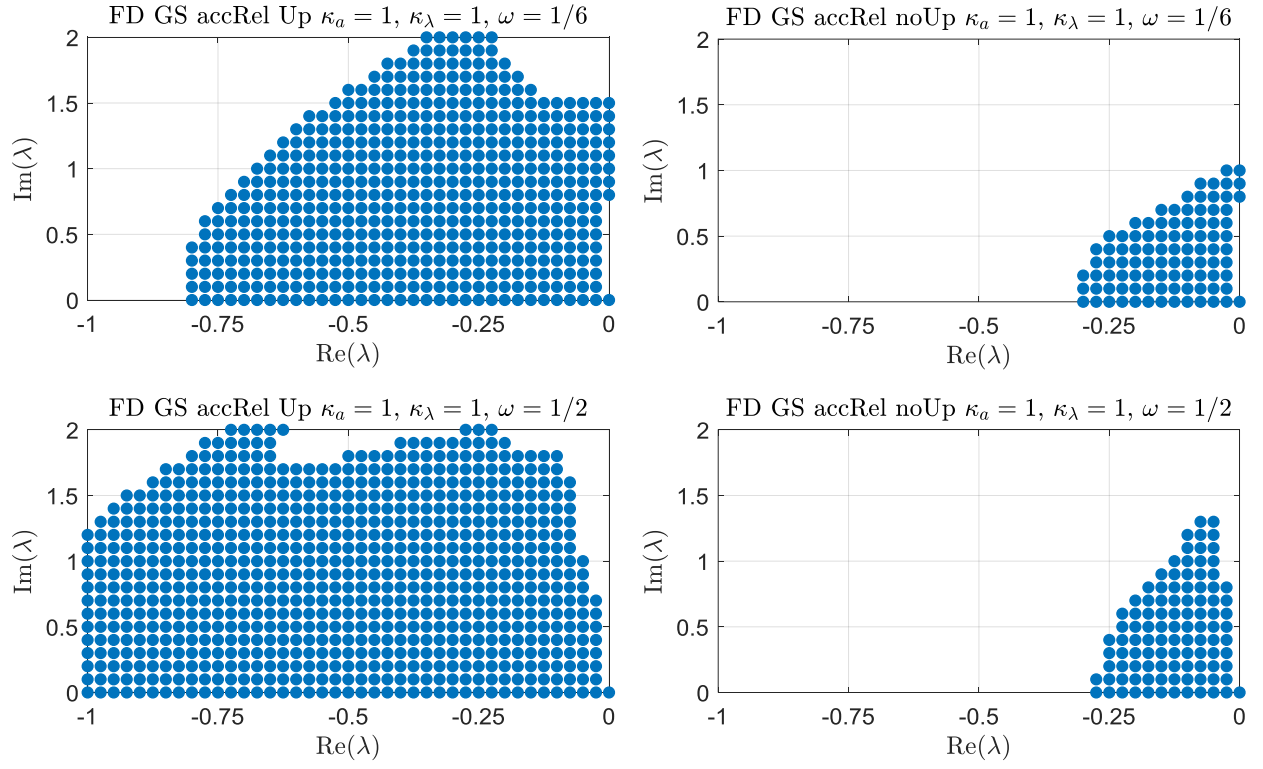 FD GS accRel Up κₐ = 1, κ_λ = 1, ω = 1/6
2
1.5
1
0.5
0
Im(λ)
-1 -0.75 -0.5 -0.25 0
Re(λ)
FD GS accRel noUp κₐ = 1, κ_λ = 1, ω = 1/6
2
1.5
1
0.5
0
Im(λ)
-1 -0.75 -0.5 -0.25 0
Re(λ)
FD GS accRel Up κₐ = 1, κ_λ = 1, ω = 1/2
2
1.5
1
0.5
0
Im(λ)
-1 -0.75 -0.5 -0.25 0
Re(λ)
FD GS accRel noUp κₐ = 1, κ_λ = 1, ω = 1/2
2
1.5
1
0.5
0
Im(λ)
-1 -0.75 -0.5 -0.25 0
Re(λ)